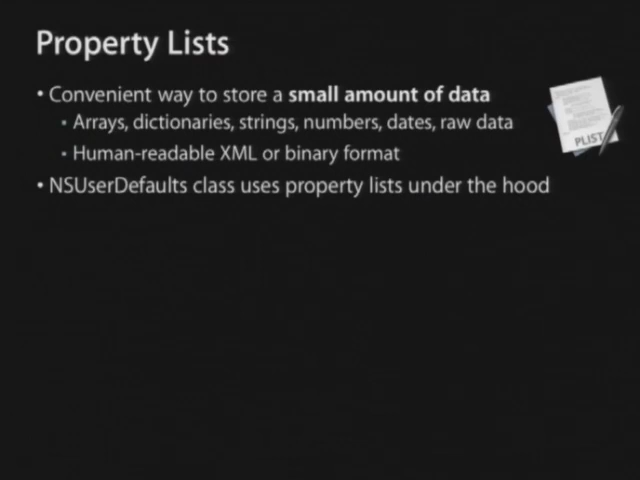 Property Lists
• Convenient way to store a small amount of data
▪ Arrays, dictionaries, strings, numbers, dates, raw data
▪ Human-readable XML or binary format
• NSUserDefaults class uses property lists under the hood
PLIST